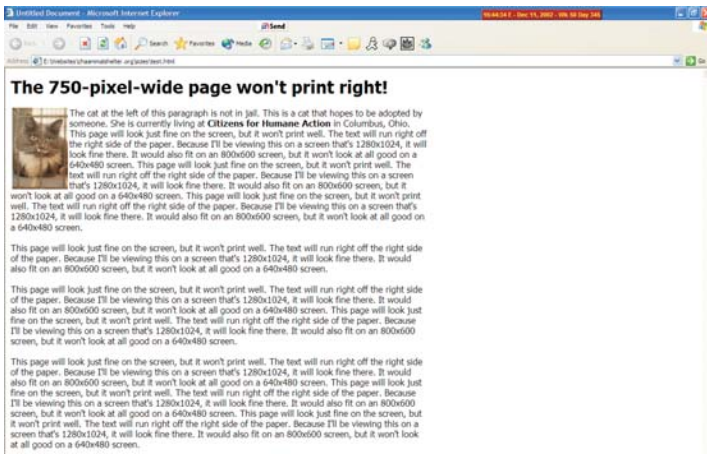 Untitled Document - Microsoft Internet Explorer
File Edit View Favorites Tools Help
Send
Search Favorites Media
Address E:\websites\chaanimalshelter.org\sizes\test.html
Go
The 750-pixel-wide page won't print right!
The cat at the left of this paragraph is not in jail. This is a cat that hopes to be adopted by
someone. She is currently living at Citizens for Humane Action in Columbus, Ohio.
This page will look just fine on the screen, but it won't print well. The text will run right off
the right side of the paper. Because I'll be viewing this on a screen that's 1280x1024, it will
look fine there. It would also fit on an 800x600 screen, but it won't look at all good on a
640x480 screen. This page will look just fine on the screen, but it won't print well. The
text will run right off the right side of the paper. Because I'll be viewing this on a screen
that's 1280x1024, it will look fine there. It would also fit on an 800x600 screen, but it
won't look at all good on a 640x480 screen. This page will look just fine on the screen, but it won't print
well. The text will run right off the right side of the paper. Because I'll be viewing this on a screen that's
1280x1024, it will look fine there. It would also fit on an 800x600 screen, but it won't look at all good on
a 640x480 screen.
This page will look just fine on the screen, but it won't print well. The text will run right off the right side
of the paper. Because I'll be viewing this on a screen that's 1280x1024, it will look fine there. It would
also fit on an 800x600 screen, but it won't look at all good on a 640x480 screen.
This page will look just fine on the screen, but it won't print well. The text will run right off the right side
of the paper. Because I'll be viewing this on a screen that's 1280x1024, it will look fine there. It would
also fit on an 800x600 screen, but it won't look at all good on a 640x480 screen. This page will look just
fine on the screen, but it won't print well. The text will run right off the right side of the paper. Because
I'll be viewing this on a screen that's 1280x1024, it will look fine there. It would also fit on an 800x600
screen, but it won't look at all good on a 640x480 screen.
This page will look just fine on the screen, but it won't print well. The text will run right off the right side
of the paper. Because I'll be viewing this on a screen that's 1280x1024, it will look fine there. It would
also fit on an 800x600 screen, but it won't look at all good on a 640x480 screen. This page will look just
fine on the screen, but it won't print well. The text will run right off the right side of the paper. Because
I'll be viewing this on a screen that's 1280x1024, it will look fine there. It would also fit on an 800x600
screen, but it won't look at all good on a 640x480 screen. This page will look just fine on the screen, but
it won't print well. The text will run right off the right side of the paper. Because I'll be viewing this on a
screen that's 1280x1024, it will look fine there. It would also fit on an 800x600 screen, but it won't look
at all good on a 640x480 screen.